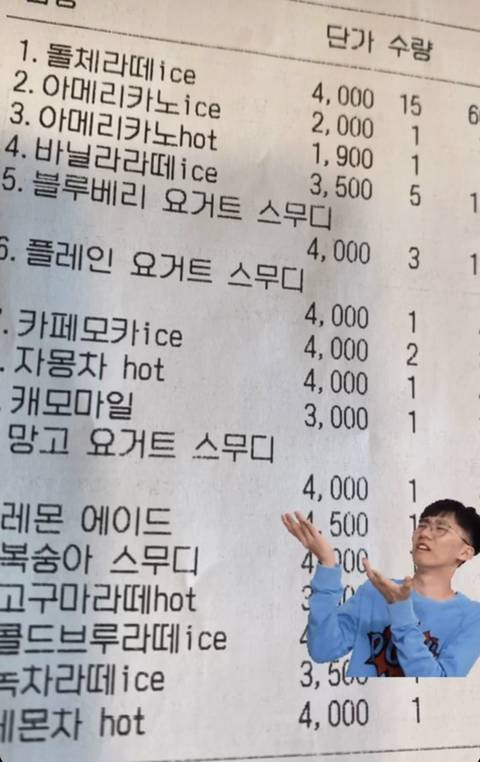 단가 수량
1. 돌체라떼ice 4,000 15
2. 아메리카노ice 2,000 1
3. 아메리카노hot 1,900 1
4. 바닐라라떼ice 3,500 5
5. 블루베리 요거트 스무디
4,000 3
6. 플레인 요거트 스무디
4,000 1
카페모카ice 4,000 2
자몽차 hot 4,000 1
캐모마일 3,000 1
망고 요거트 스무디
4,000 1
레몬 에이드
복숭아 스무디
고구마라떼hot
콜드브루라떼ice
녹차라떼ice
레몬차 hot 4,000 1